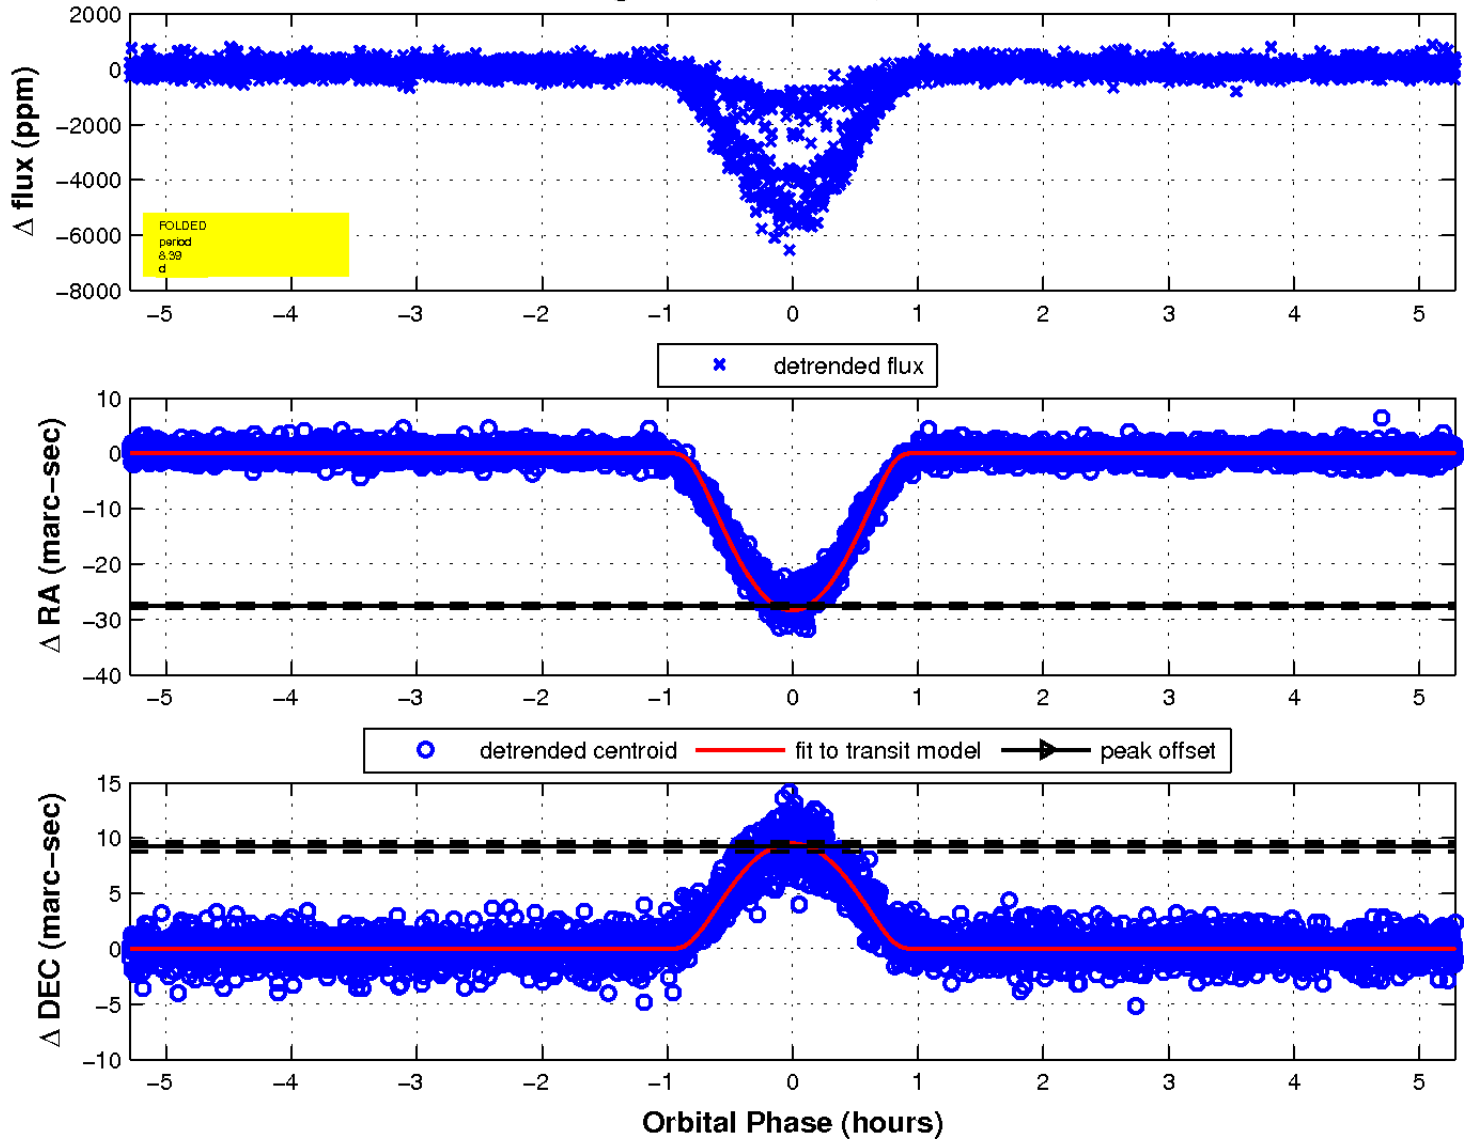 2000
0
−2000
−4000
−6000
−8000
Δ flux (ppm)
FOLDED
period
8.39
d
−5 −4 −3 −2 −1 0 1 2 3 4 5
detrended flux
10
0
−10
−20
−30
−40
Δ RA (marc−sec)
−5 −4 −3 −2 −1 0 1 2 3 4 5
detrended centroid fit to transit model peak offset
15
10
5
0
−5
−10
Δ DEC (marc−sec)
−5 −4 −3 −2 −1 0 1 2 3 4 5
Orbital Phase (hours)